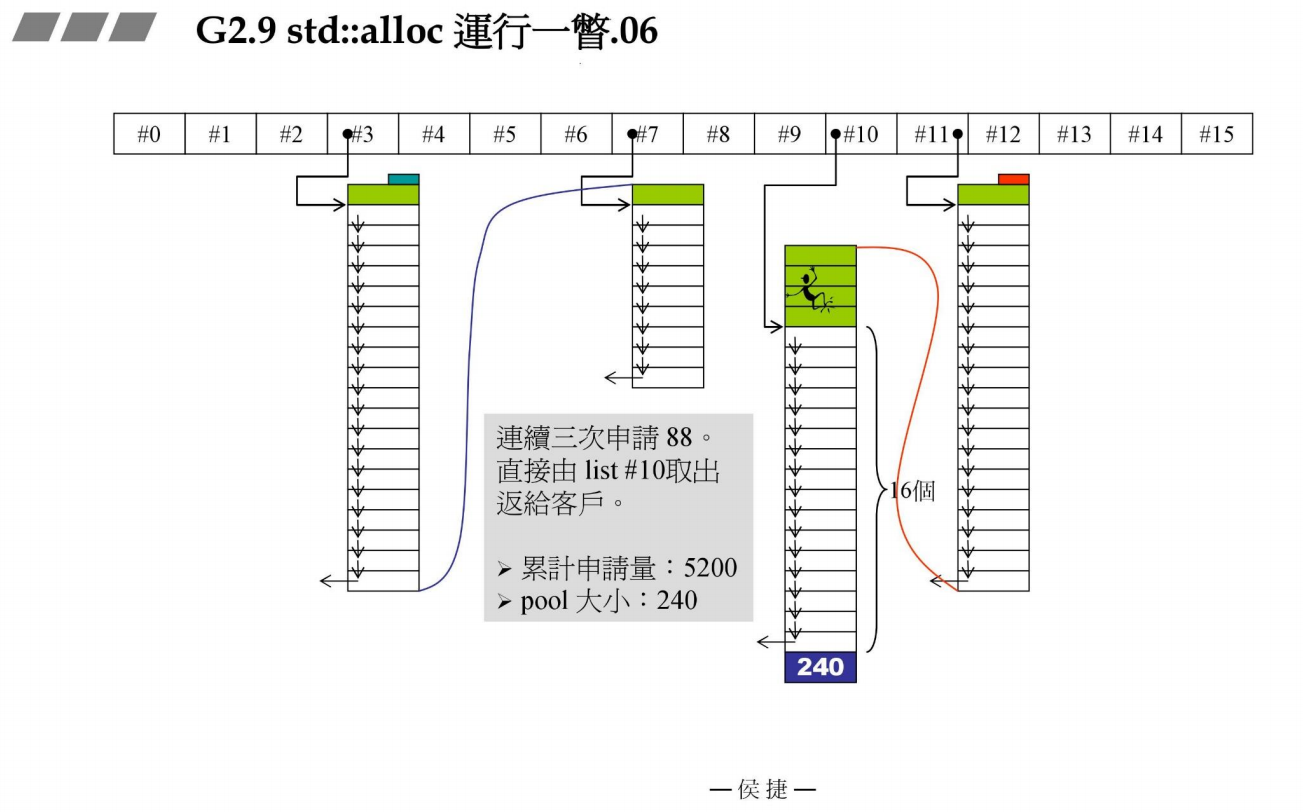 G2.9 std::alloc 運行一瞥.06
#0 #1 #2 #3 #4 #5 #6 #7 #8 #9 #10 #11 #12 #13 #14 #15
連續三次申請 88。
直接由 list #10取出
返給客戶。
➢ 累計申請量：5200
➢ pool 大小：240
16個
240
— 侯 捷 —